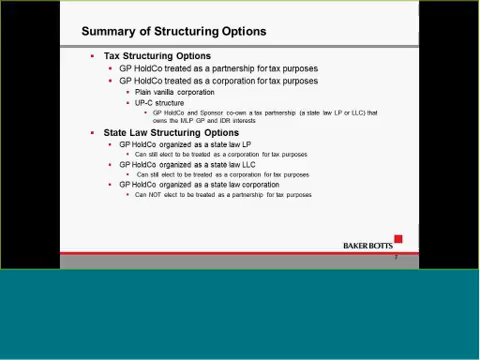 Summary of Structuring Options
Tax Structuring Options
GP HoldCo treated as a partnership for tax purposes
GP HoldCo treated as a corporation for tax purposes
Plain vanilla corporation
UP-C structure
GP HoldCo and Sponsor co-own a tax partnership (a state law LP or LLC) that
owns the MLP GP and IDR interests
State Law Structuring Options
GP HoldCo organized as a state law LP
Can still elect to be treated as a corporation for tax purposes
GP HoldCo organized as a state law LLC
Can still elect to be treated as a corporation for tax purposes
GP HoldCo organized as a state law corporation
Can NOT elect to be treated as a partnership for tax purposes
BAKER BOTTS